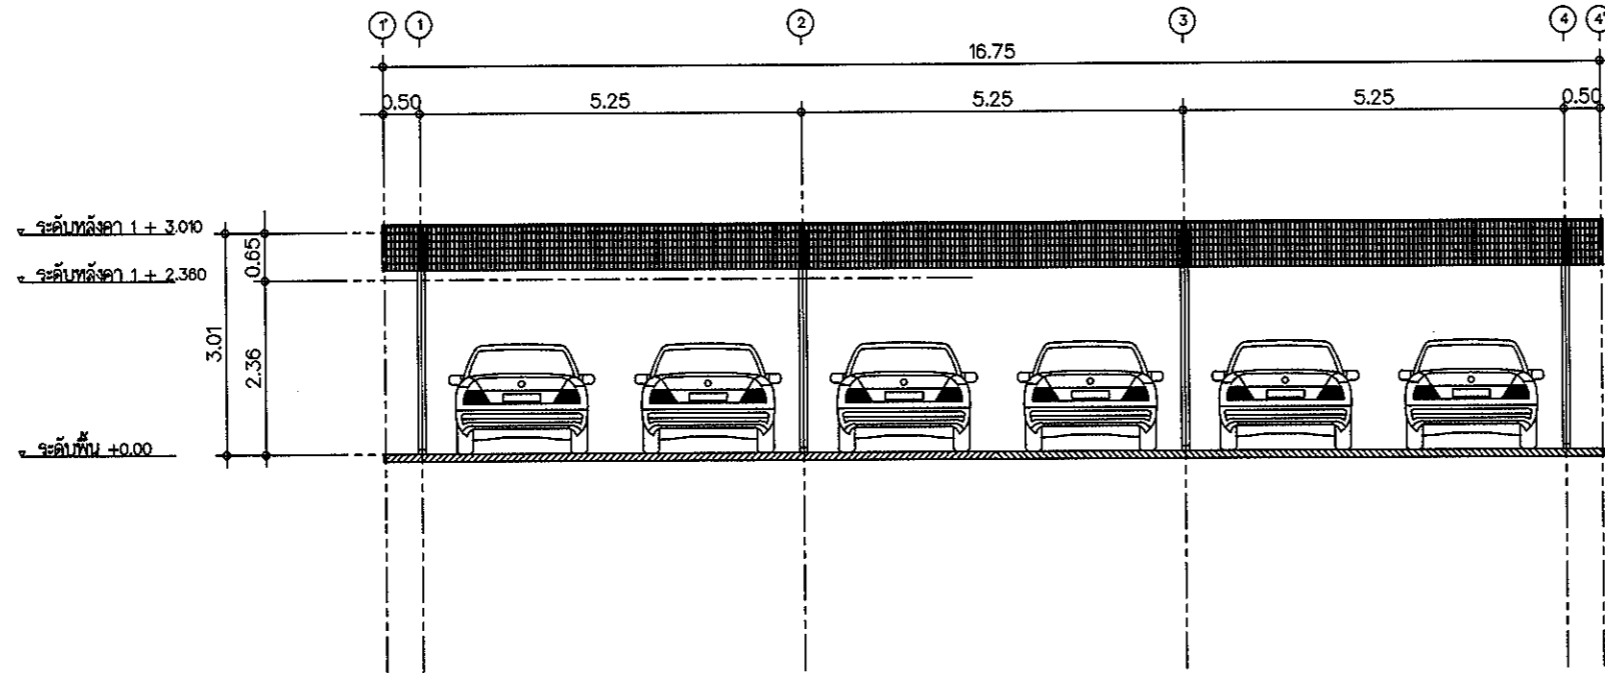 1' 1 2 3 4 4'
16.75
0.50 5.25 5.25 5.25 0.50
ระดับหลังคา 1 + 3.010
0.65
ระดับหลังคา 1 + 2.360
3.01
2.36
ระดับพื้น +0.00